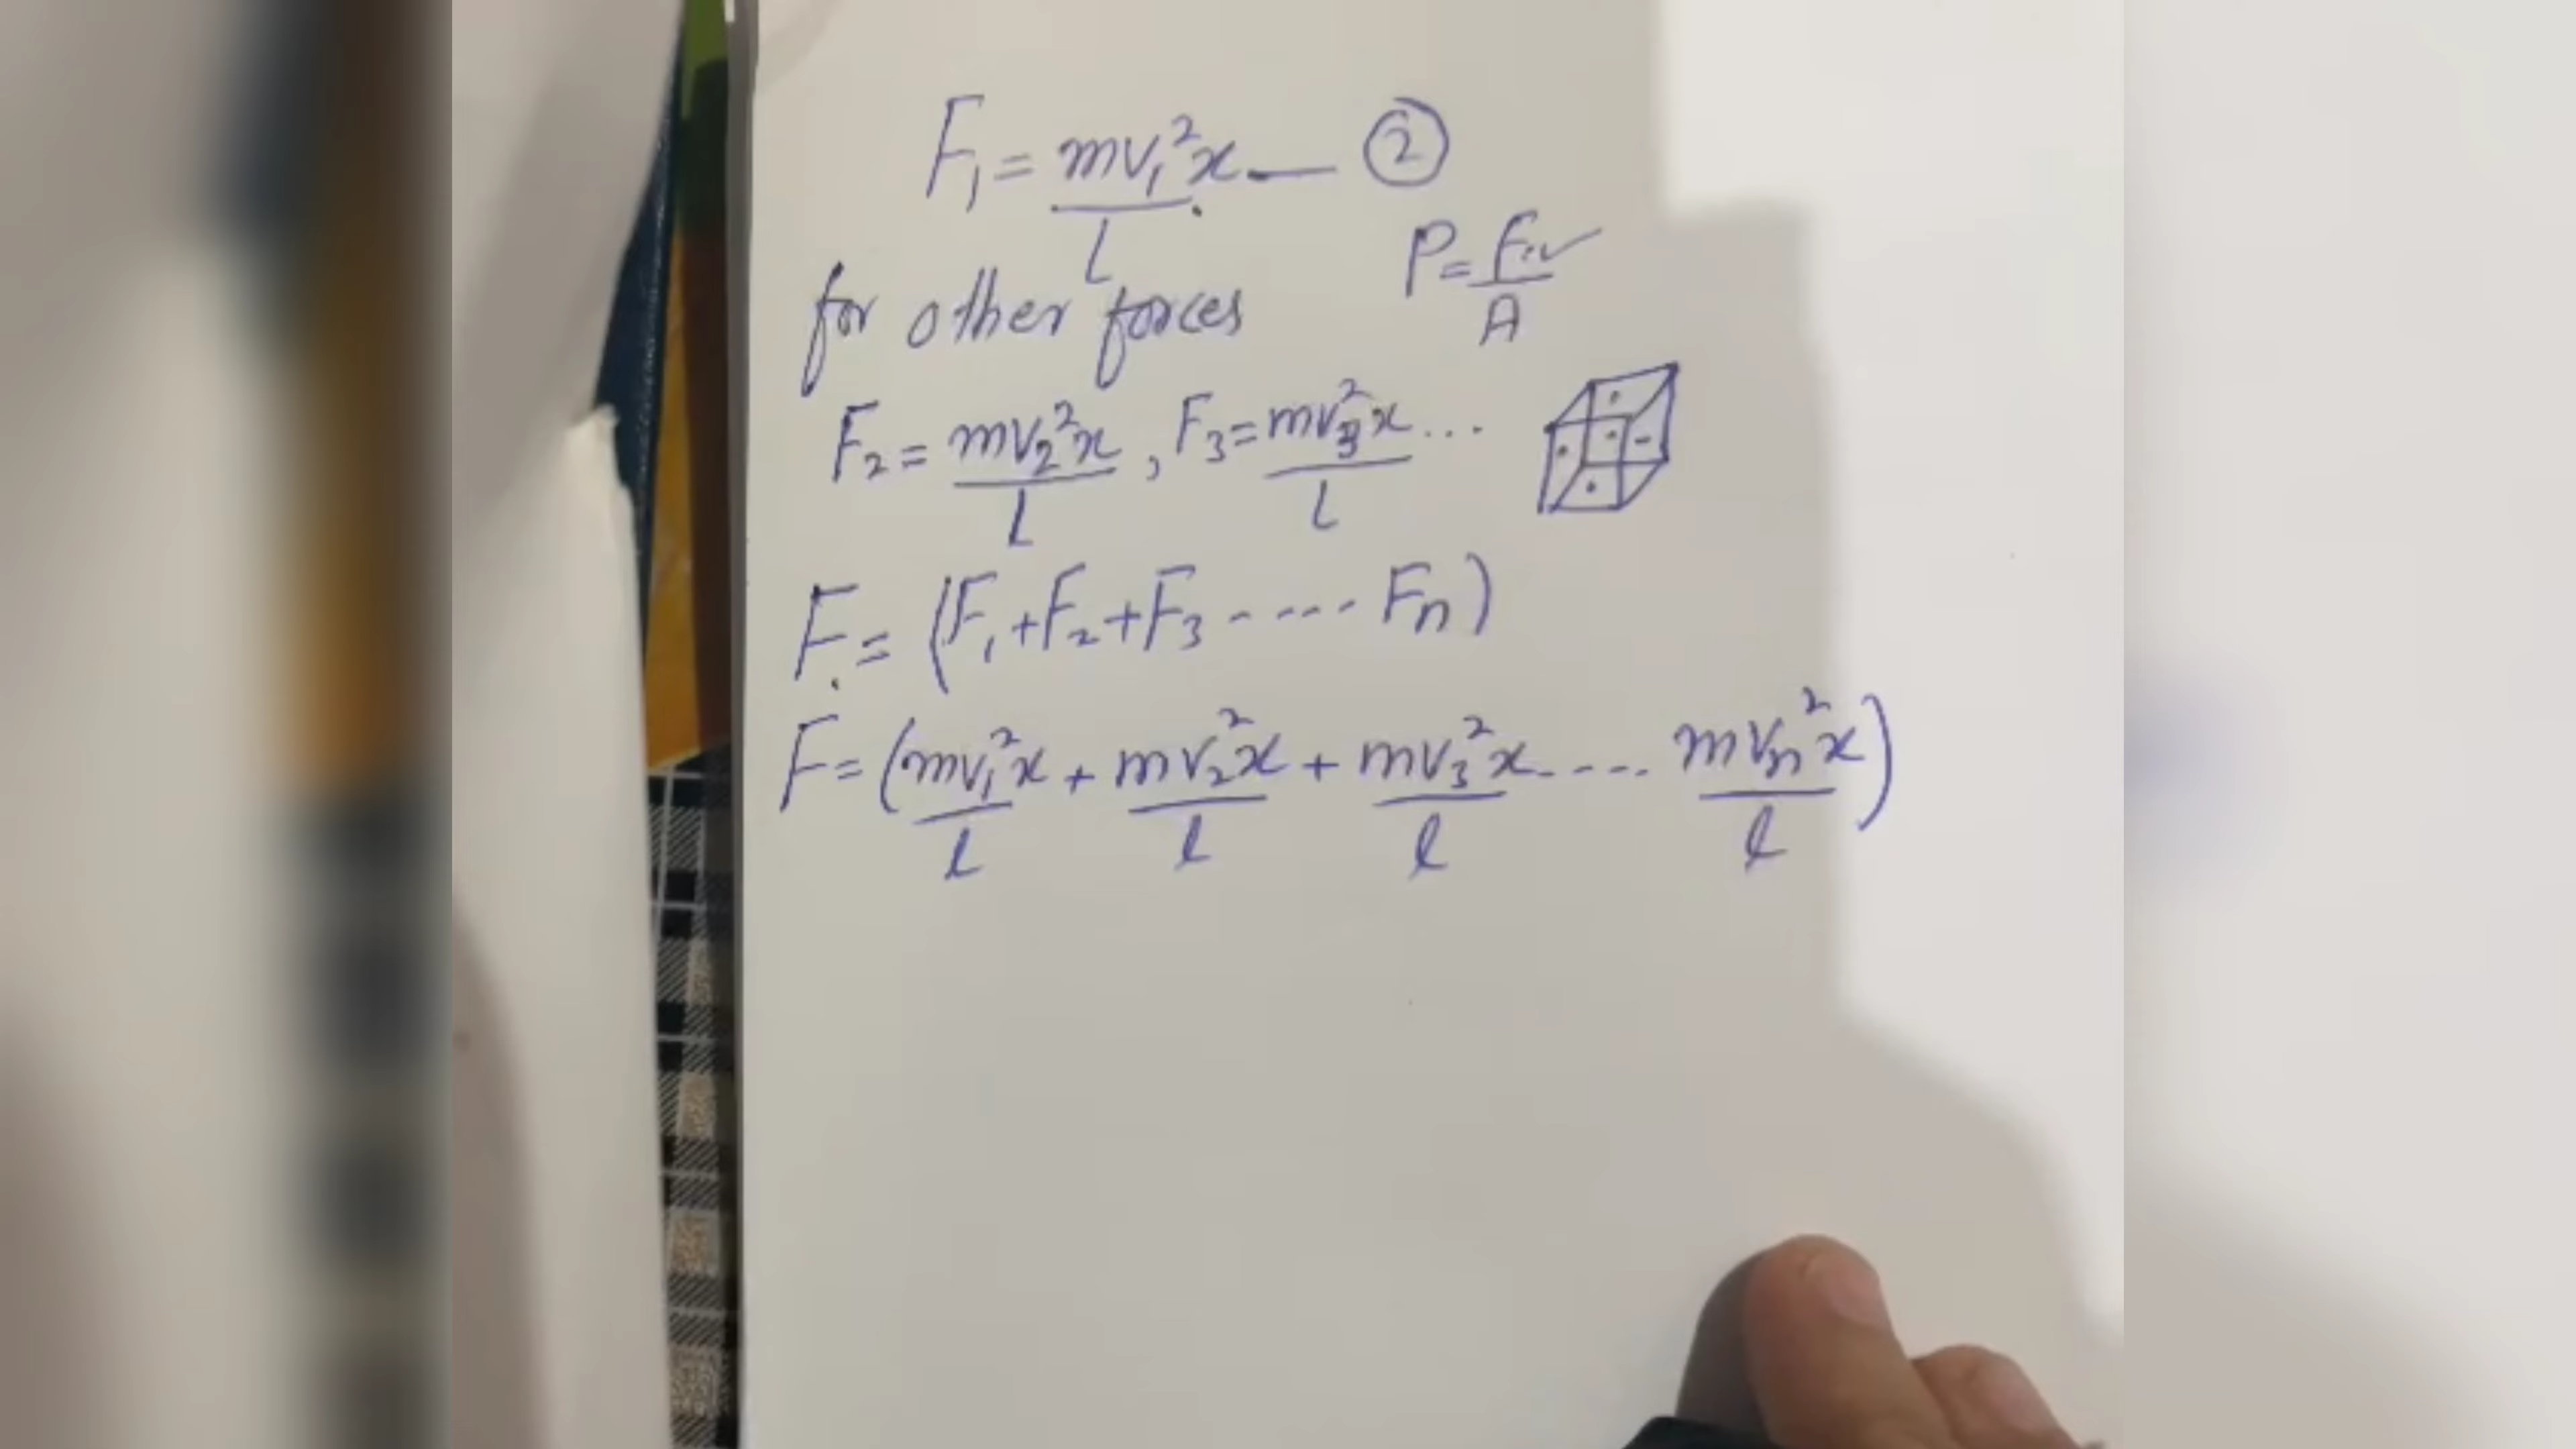 F₁ = mv₁²x/L — ②
P = F/A
for other forces
F₂ = mv₂²x/L , F₃ = mv₃²x/L ...
F = (F₁+F₂+F₃ ----- Fn)
F = (mv₁²x/L + mv₂²x/L + mv₃²x/l ---- mvn²x/l)